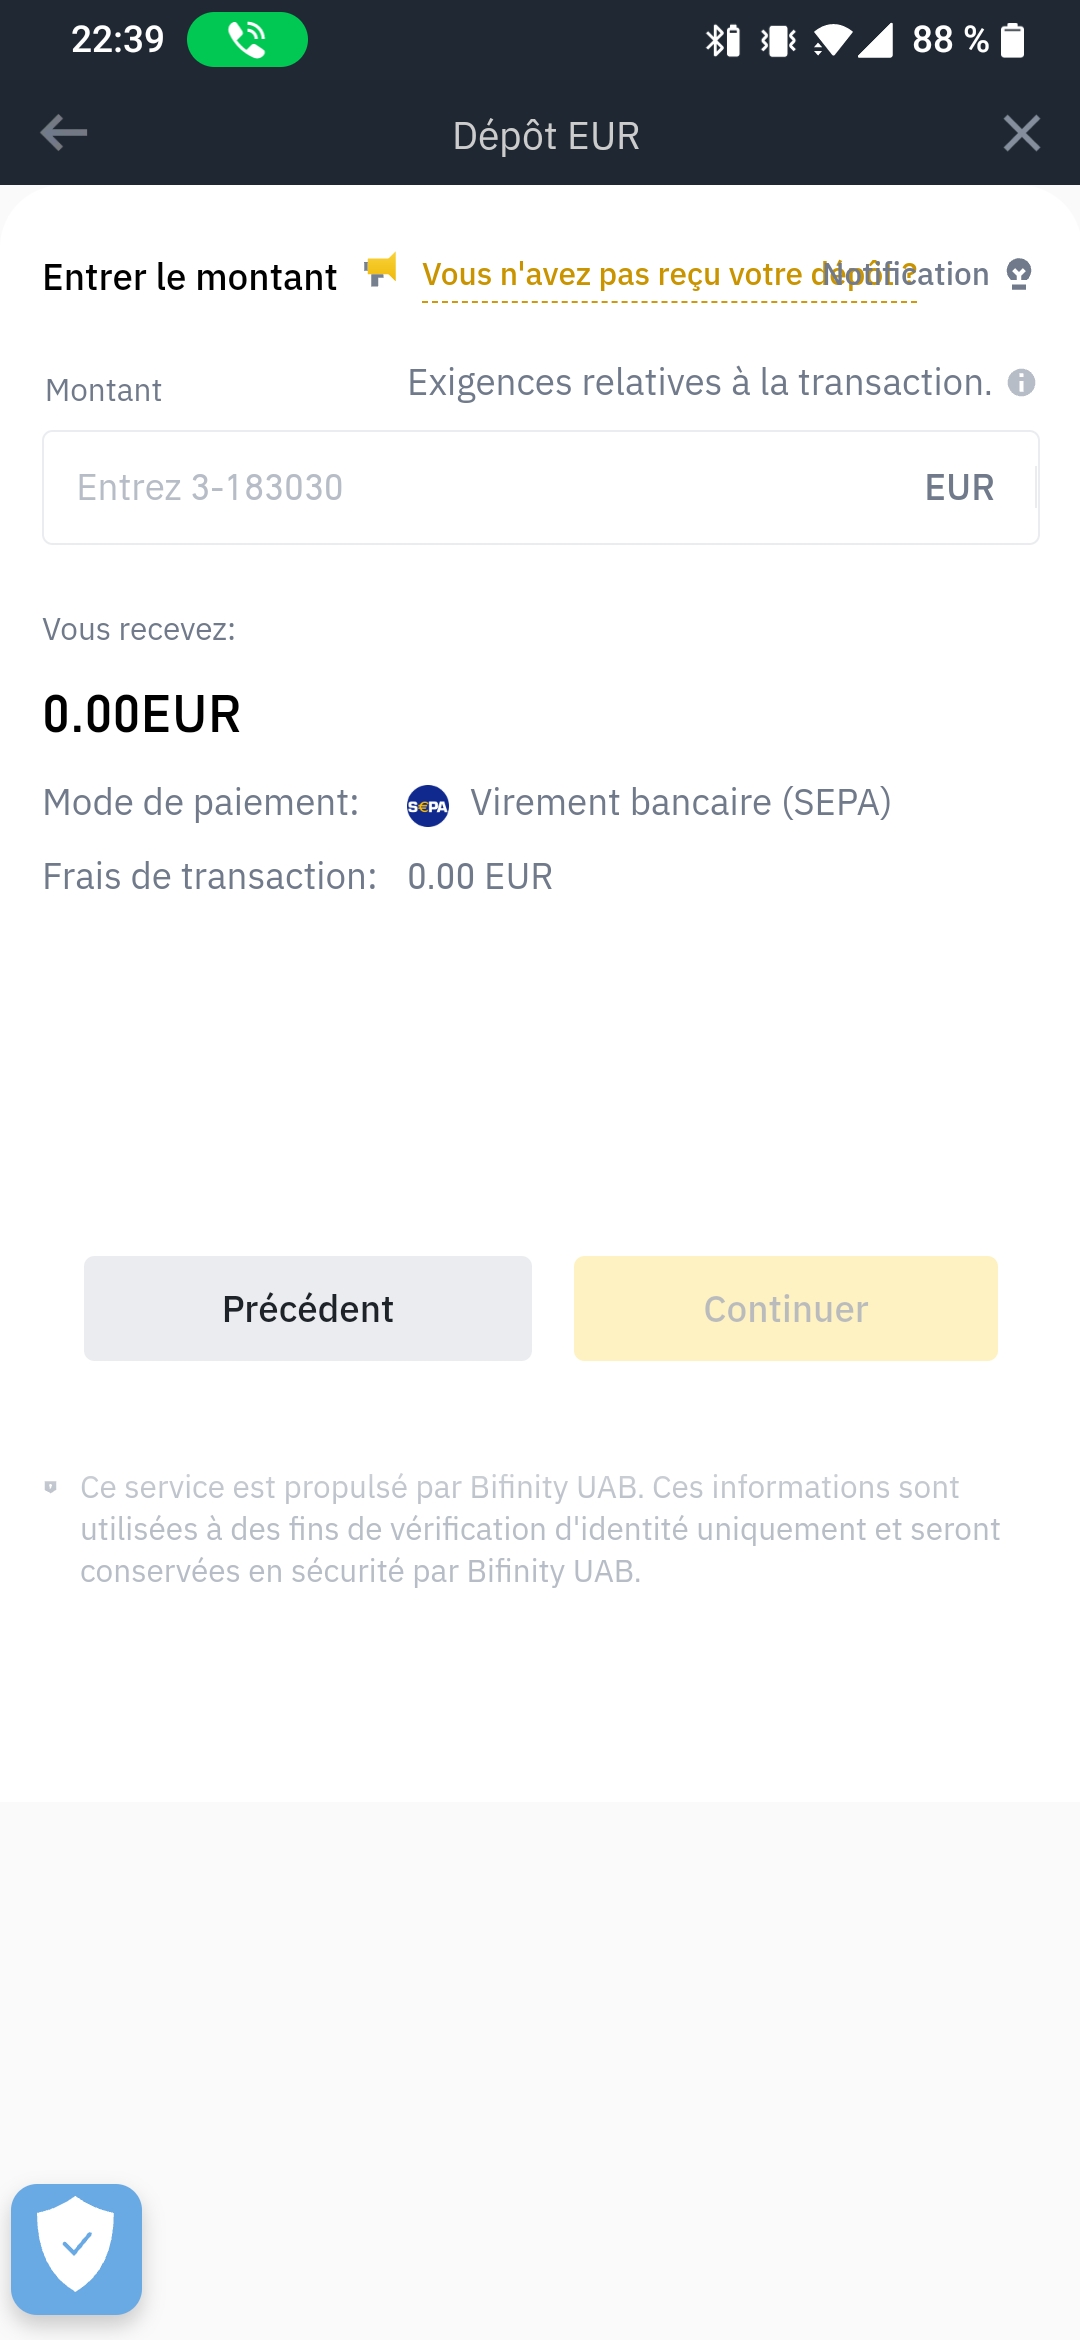 22:39
88 %
Dépôt EUR
Entrer le montant
Vous n'avez pas reçu votre dépôt ?
Notification
Montant
Exigences relatives à la transaction.
Entrez 3-183030
EUR
Vous recevez:
0.00EUR
Mode de paiement:
S€PA Virement bancaire (SEPA)
Frais de transaction:
0.00 EUR
Précédent
Continuer
Ce service est propulsé par Bifinity UAB. Ces informations sont
utilisées à des fins de vérification d'identité uniquement et seront
conservées en sécurité par Bifinity UAB.